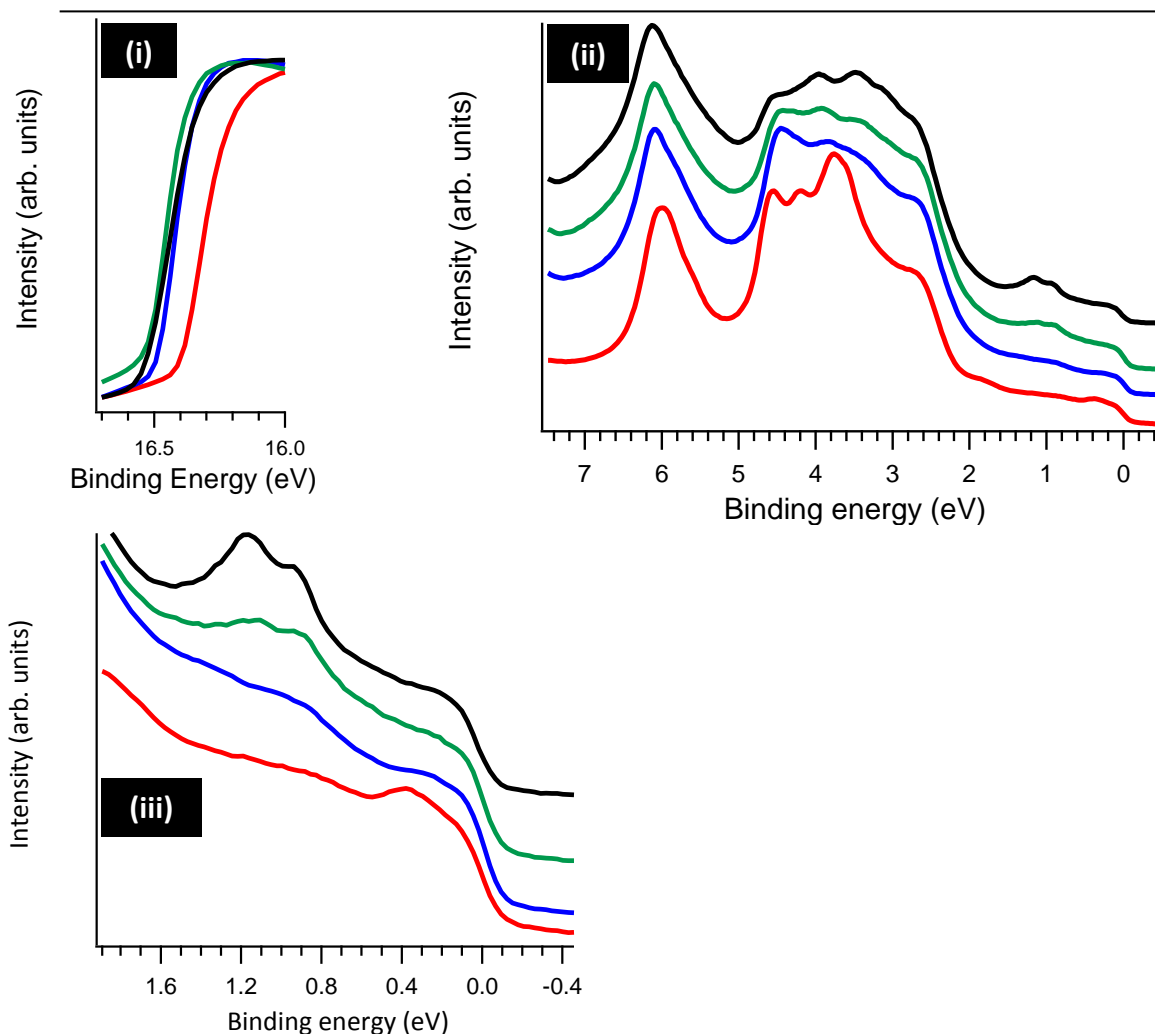 (i)
Intensity (arb. units)
16.5 16.0
Binding Energy (eV)
(ii)
Intensity (arb. units)
7 6 5 4 3 2 1 0
Binding energy (eV)
(iii)
Intensity (arb. units)
1.6 1.2 0.8 0.4 0.0 -0.4
Binding energy (eV)